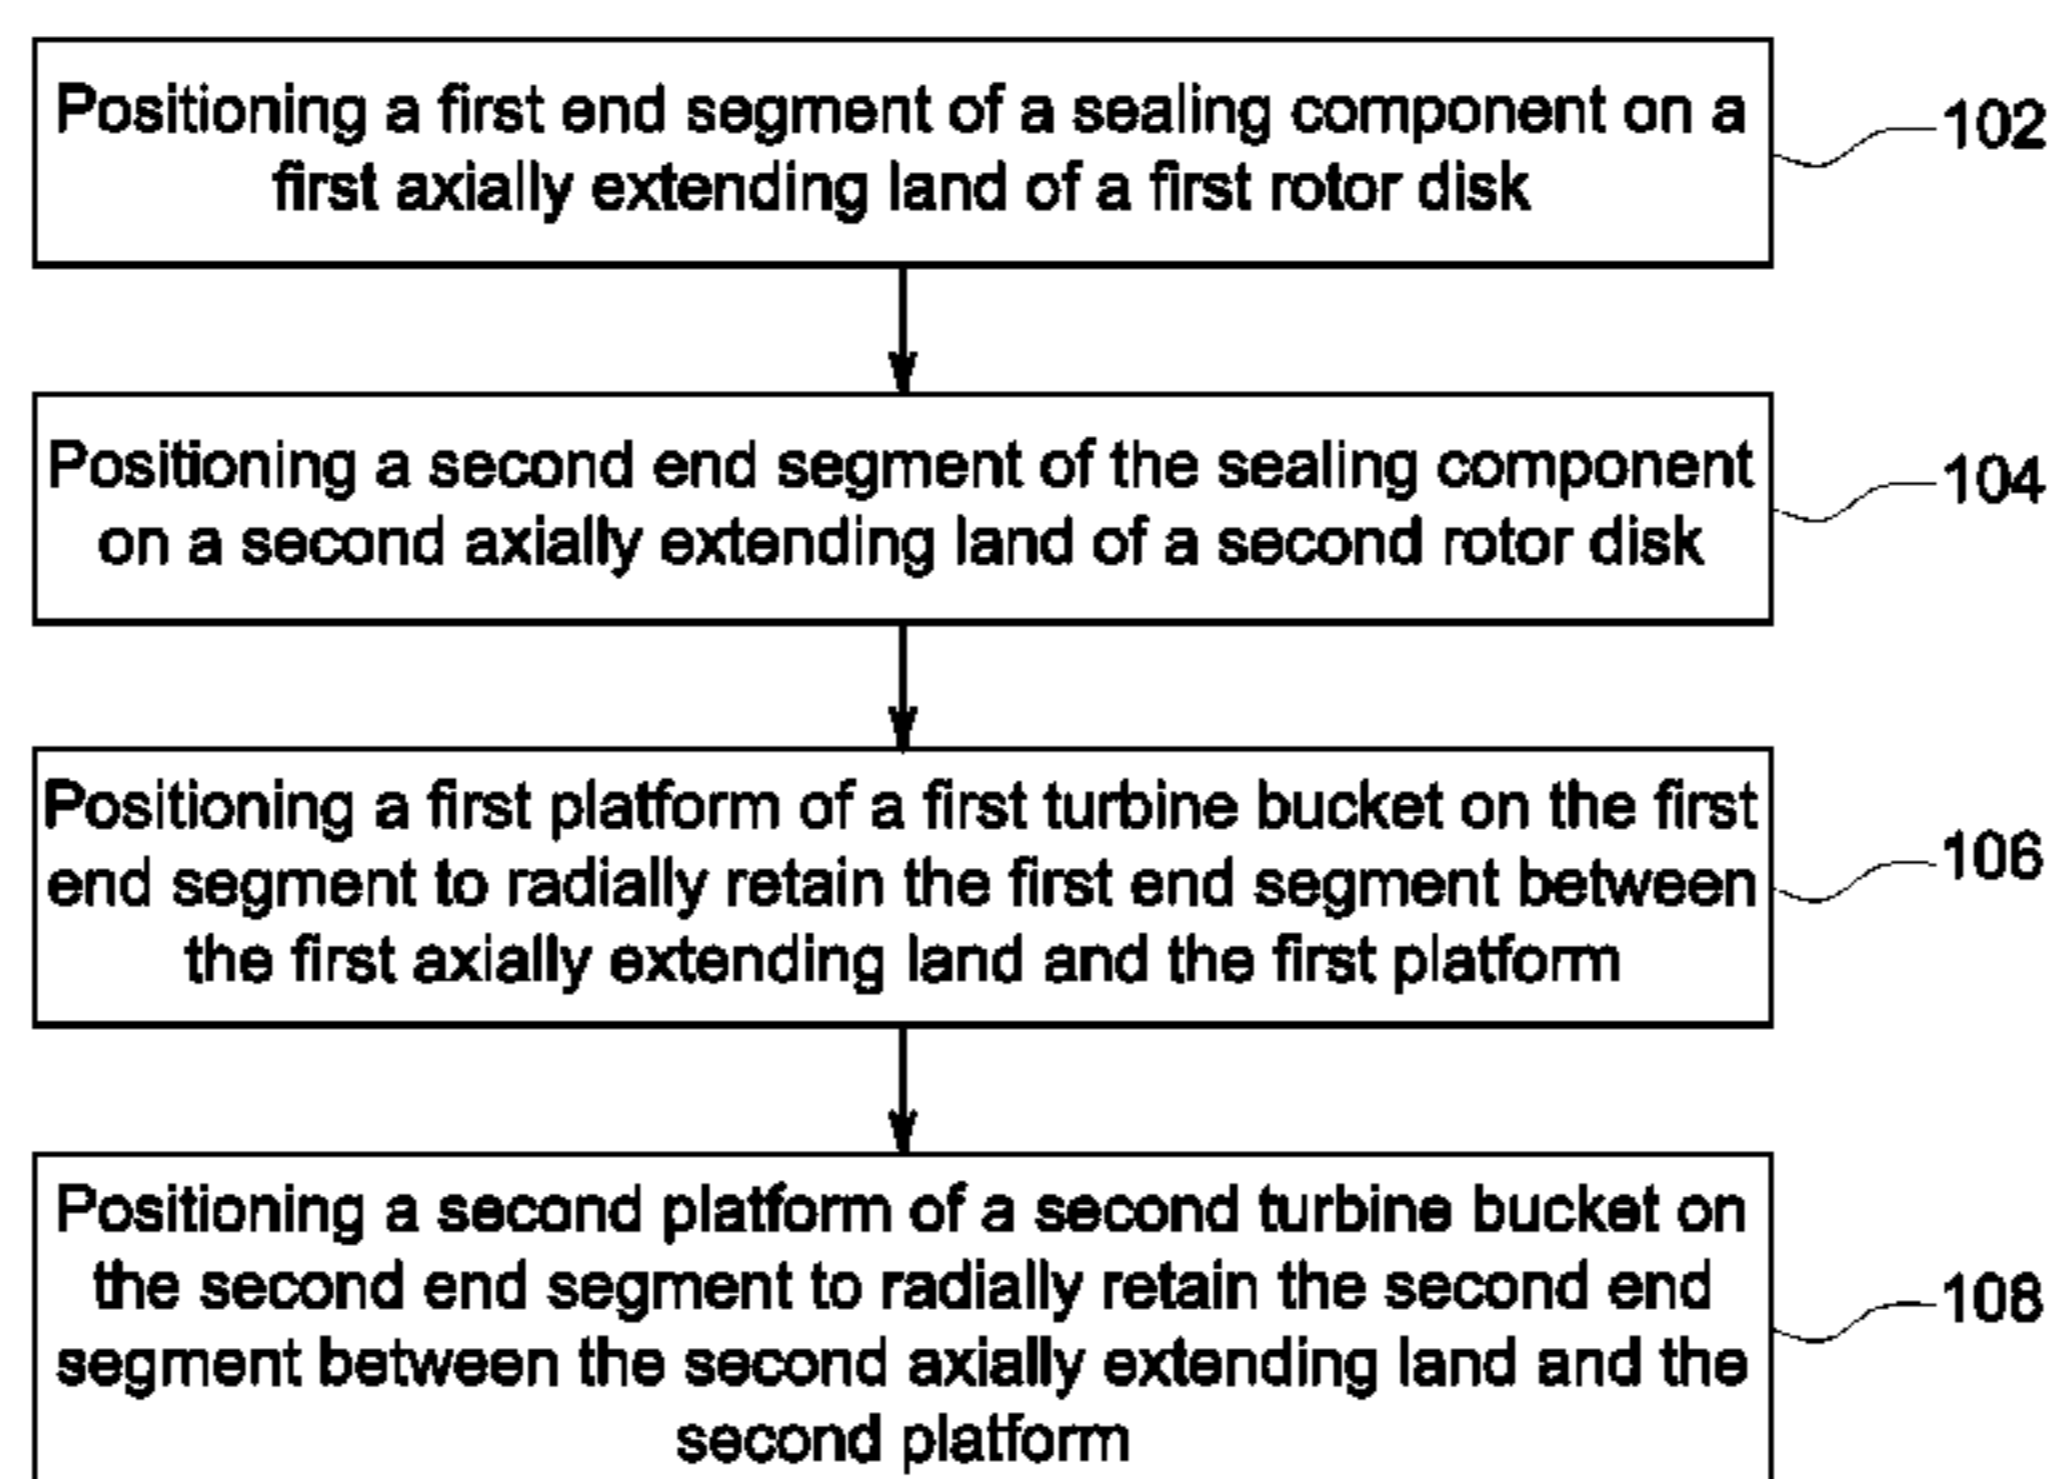 Positioning a first end segment of a sealing component on a
first axially extending land of a first rotor disk
102
Positioning a second end segment of the sealing component
on a second axially extending land of a second rotor disk
104
Positioning a first platform of a first turbine bucket on the first
end segment to radially retain the first end segment between
the first axially extending land and the first platform
106
Positioning a second platform of a second turbine bucket on
the second end segment to radially retain the second end
segment between the second axially extending land and the
second platform
108